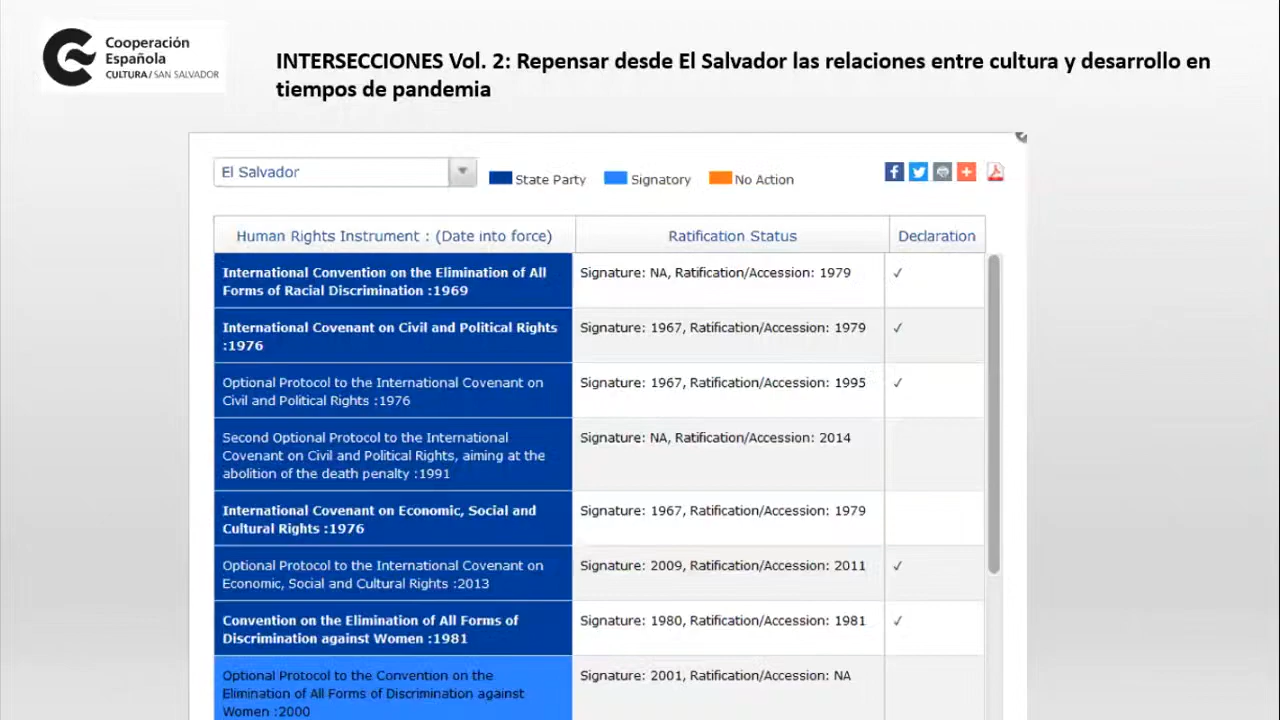 Cooperación
Española
CULTURA/SAN SALVADOR
INTERSECCIONES Vol. 2: Repensar desde El Salvador las relaciones entre cultura y desarrollo en
tiempos de pandemia
El Salvador
State Party
Signatory
No Action
Human Rights Instrument : (Date into force)
Ratification Status
Declaration
International Convention on the Elimination of All
Forms of Racial Discrimination :1969
Signature: NA, Ratification/Accession: 1979
✓
International Covenant on Civil and Political Rights
:1976
Signature: 1967, Ratification/Accession: 1979
✓
Optional Protocol to the International Covenant on
Civil and Political Rights :1976
Signature: 1967, Ratification/Accession: 1995
✓
Second Optional Protocol to the International
Covenant on Civil and Political Rights, aiming at the
abolition of the death penalty :1991
Signature: NA, Ratification/Accession: 2014
International Covenant on Economic, Social and
Cultural Rights :1976
Signature: 1967, Ratification/Accession: 1979
Optional Protocol to the International Covenant on
Economic, Social and Cultural Rights :2013
Signature: 2009, Ratification/Accession: 2011
✓
Convention on the Elimination of All Forms of
Discrimination against Women :1981
Signature: 1980, Ratification/Accession: 1981
✓
Optional Protocol to the Convention on the
Elimination of All Forms of Discrimination against
Women :2000
Signature: 2001, Ratification/Accession: NA